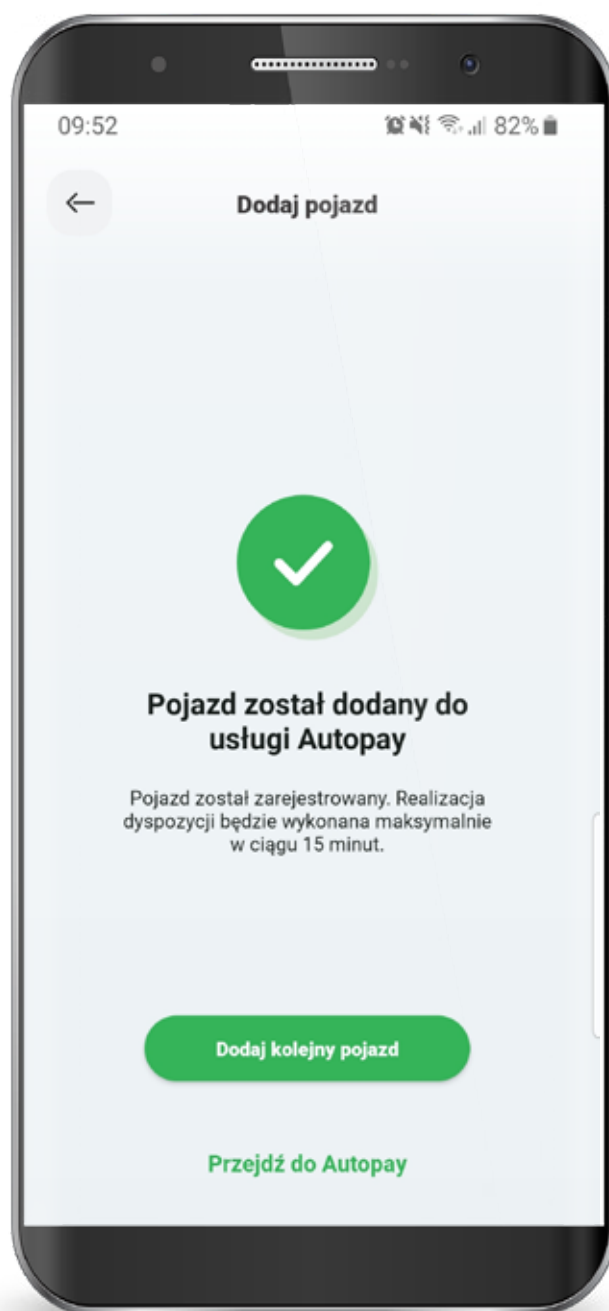 09:52
82%
Dodaj pojazd
Pojazd został dodany do
usługi Autopay
Pojazd został zarejestrowany. Realizacja
dyspozycji będzie wykonana maksymalnie
w ciągu 15 minut.
Dodaj kolejny pojazd
Przejdź do Autopay